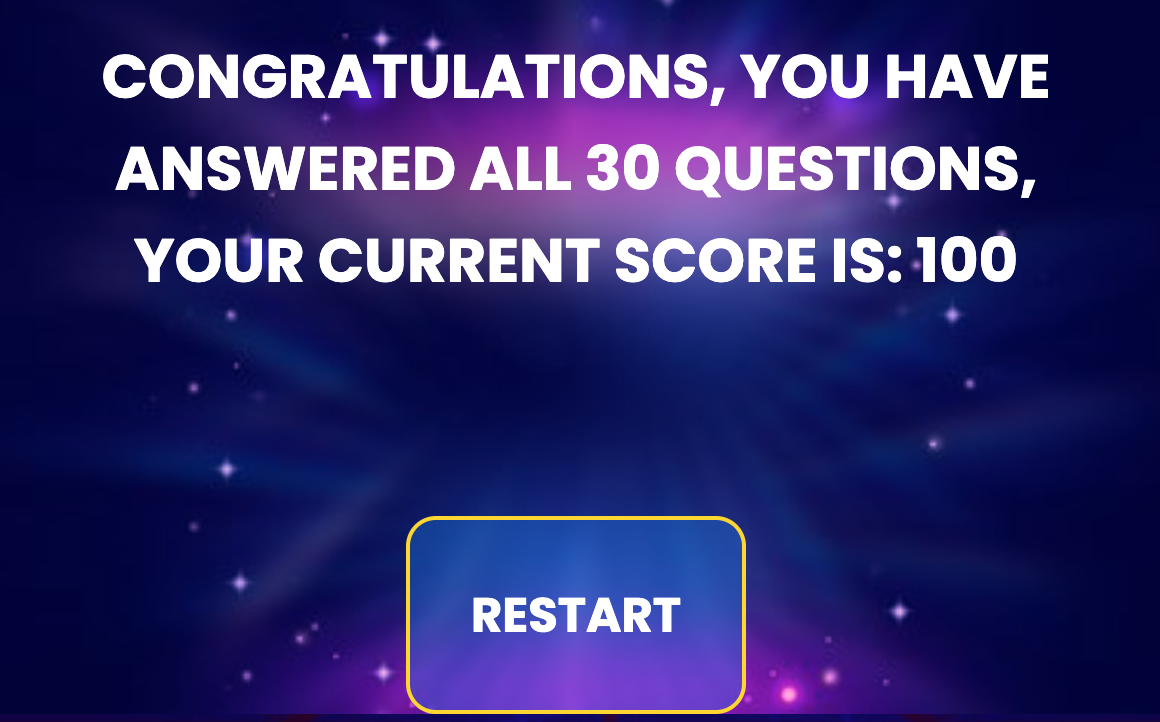 CONGRATULATIONS, YOU HAVE
ANSWERED ALL 30 QUESTIONS,
YOUR CURRENT SCORE IS: 100
RESTART